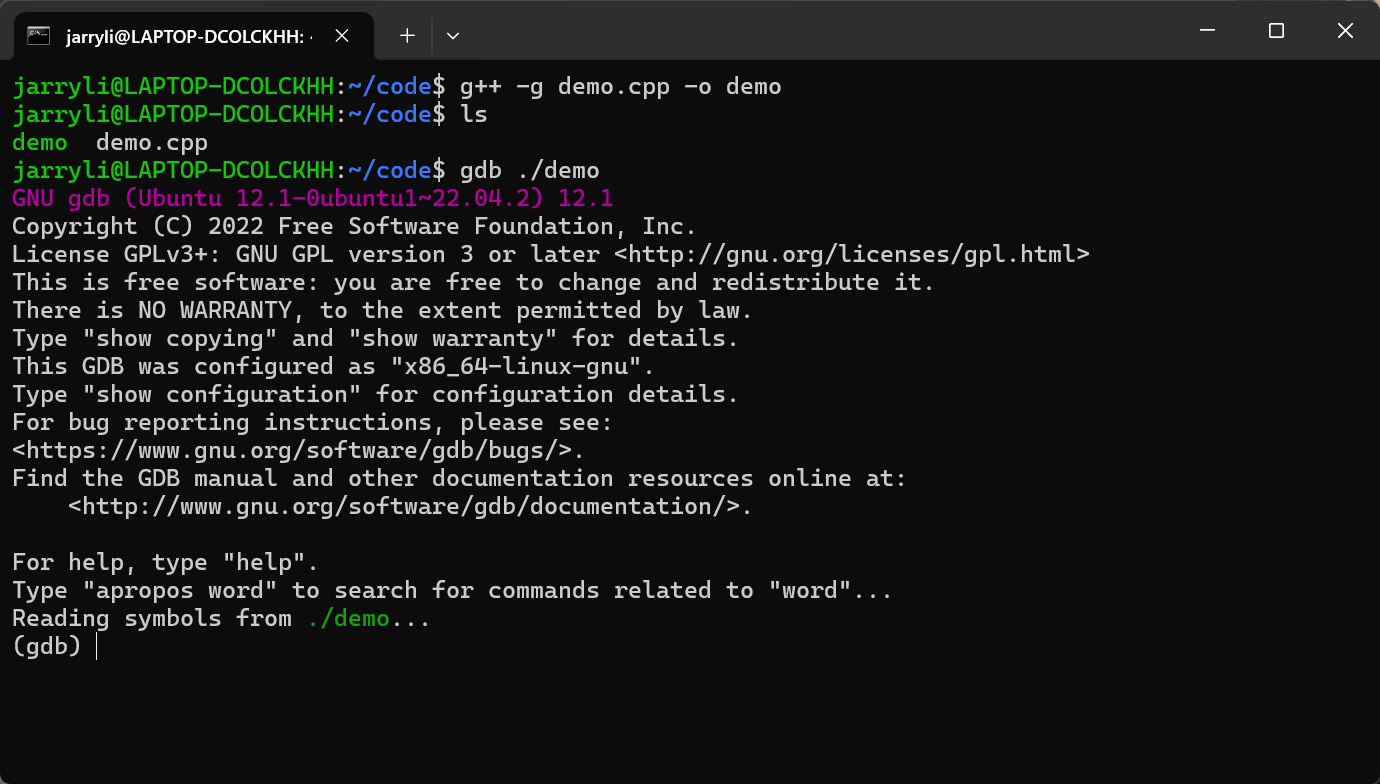 jarryli@LAPTOP-DCOLCKHH: ~
jarryli@LAPTOP-DCOLCKHH:~/code$ g++ -g demo.cpp -o demo
jarryli@LAPTOP-DCOLCKHH:~/code$ ls
demo  demo.cpp
jarryli@LAPTOP-DCOLCKHH:~/code$ gdb ./demo
GNU gdb (Ubuntu 12.1-0ubuntu1~22.04.2) 12.1
Copyright (C) 2022 Free Software Foundation, Inc.
License GPLv3+: GNU GPL version 3 or later <http://gnu.org/licenses/gpl.html>
This is free software: you are free to change and redistribute it.
There is NO WARRANTY, to the extent permitted by law.
Type "show copying" and "show warranty" for details.
This GDB was configured as "x86_64-linux-gnu".
Type "show configuration" for configuration details.
For bug reporting instructions, please see:
<https://www.gnu.org/software/gdb/bugs/>.
Find the GDB manual and other documentation resources online at:
    <http://www.gnu.org/software/gdb/documentation/>.
For help, type "help".
Type "apropos word" to search for commands related to "word"...
Reading symbols from ./demo...
(gdb)